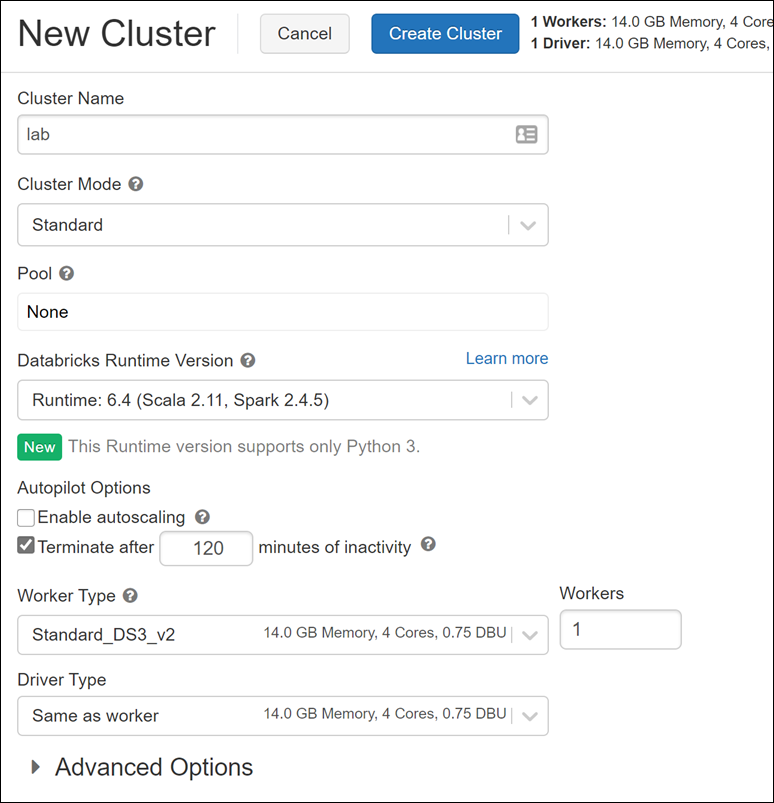 New Cluster
Cancel
Create Cluster
1 Workers: 14.0 GB Memory, 4 Core
1 Driver: 14.0 GB Memory, 4 Cores,
Cluster Name
lab
Cluster Mode
Standard
Pool
None
Databricks Runtime Version
Learn more
Runtime: 6.4 (Scala 2.11, Spark 2.4.5)
New This Runtime version supports only Python 3.
Autopilot Options
Enable autoscaling
Terminate after 120 minutes of inactivity
Worker Type
Workers
Standard_DS3_v2 14.0 GB Memory, 4 Cores, 0.75 DBU
1
Driver Type
Same as worker 14.0 GB Memory, 4 Cores, 0.75 DBU
Advanced Options